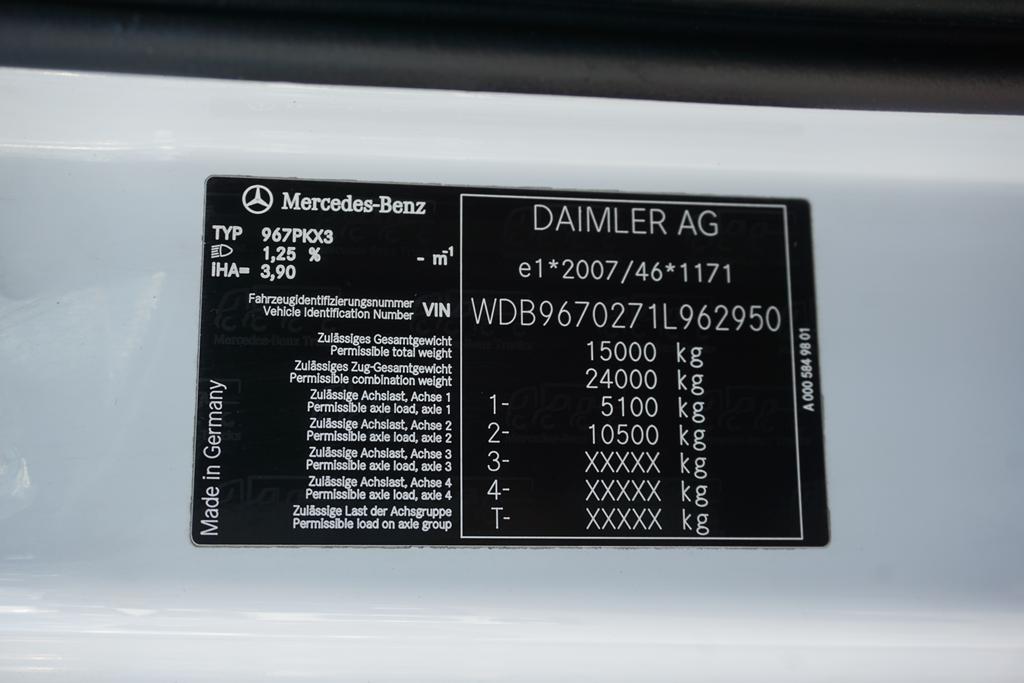 Mercedes-Benz
TYP 967PKX3
1,25 % - m⁻¹
IHA= 3,90
Fahrzeugidentifizierungsnummer
Vehicle Identification Number VIN
Zulässiges Gesamtgewicht
Permissible total weight
Zulässiges Zug-Gesamtgewicht
Permissible combination weight
Zulässige Achslast, Achse 1
Permissible axle load, axle 1
Zulässige Achslast, Achse 2
Permissible axle load, axle 2
Zulässige Achslast, Achse 3
Permissible axle load, axle 3
Zulässige Achslast, Achse 4
Permissible axle load, axle 4
Zulässige Last der Achsgruppe
Permissible load on axle group
Made in Germany
DAIMLER AG
e1*2007/46*1171
WDB9670271L962950
15000 kg
24000 kg
1- 5100 kg
2- 10500 kg
3- XXXXX kg
4- XXXXX kg
T- XXXXX kg
A 000 584 98 01